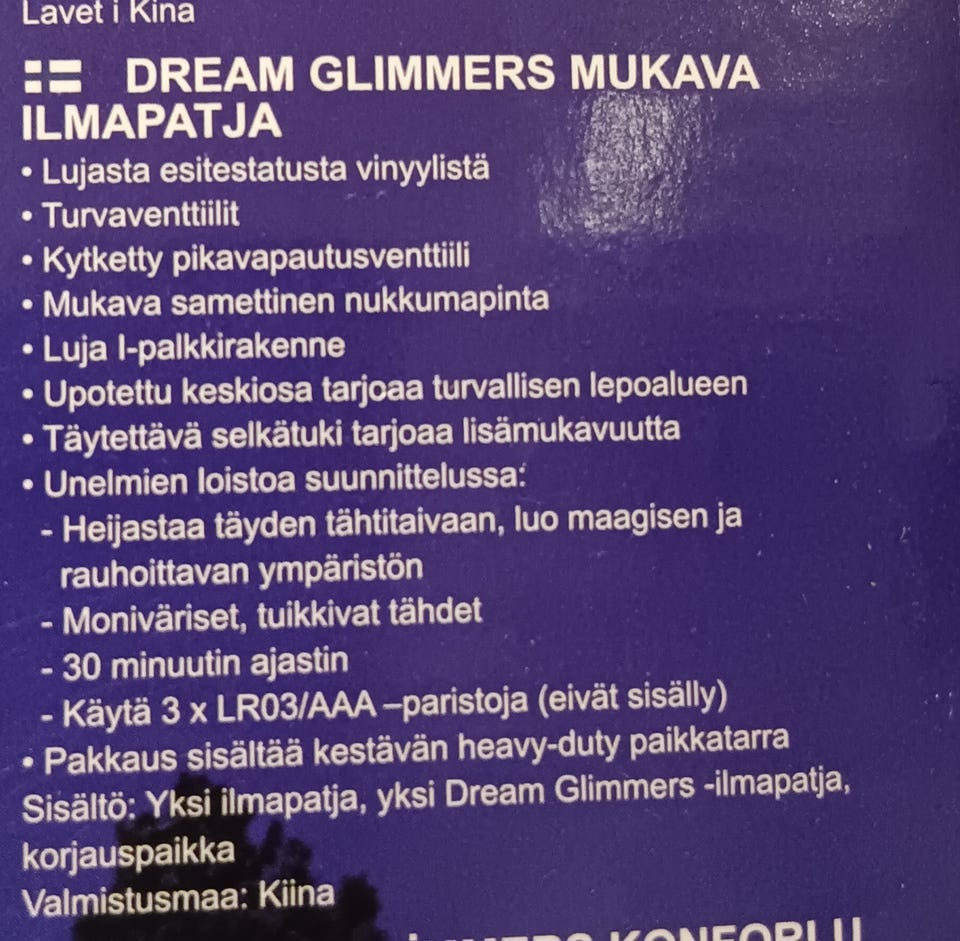 Lavet i Kina
DREAM GLIMMERS MUKAVA
ILMAPATJA
• Lujasta esitestatusta vinyylistä
• Turvaventtiilit
• Kytketty pikavapautusventtiili
• Mukava samettinen nukkumapinta
• Luja I-palkkirakenne
• Upotettu keskiosa tarjoaa turvallisen lepoalueen
• Täytettävä selkätuki tarjoaa lisämukavuutta
• Unelmien loistoa suunnittelussa:
- Heijastaa täyden tähtitaivaan, luo maagisen ja
rauhoittavan ympäristön
- Moniväriset, tuikkivat tähdet
- 30 minuutin ajastin
- Käytä 3 x LR03/AAA –paristoja (eivät sisälly)
• Pakkaus sisältää kestävän heavy-duty paikkatarra
Sisältö: Yksi ilmapatja, yksi Dream Glimmers -ilmapatja,
korjauspaikka
Valmistusmaa: Kiina